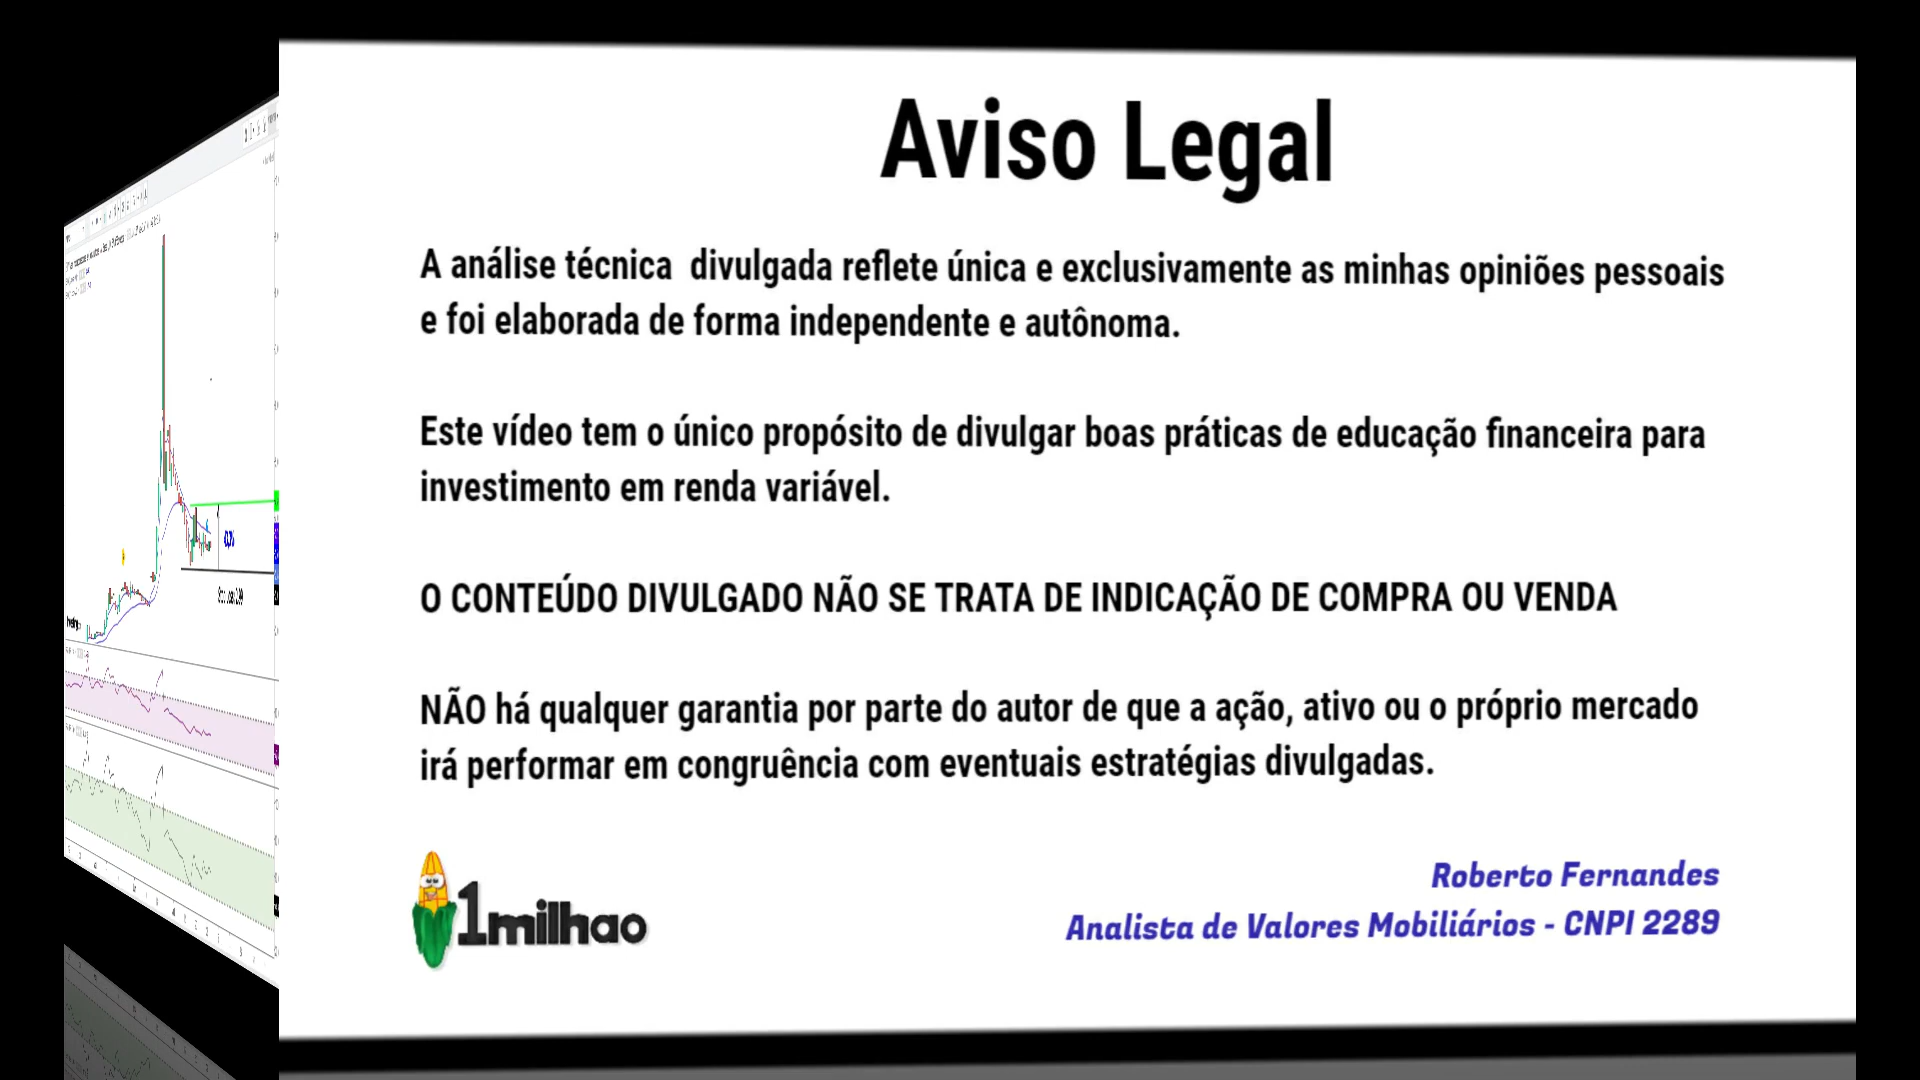 Aviso Legal
A análise técnica divulgada reflete única e exclusivamente as minhas opiniões pessoais
e foi elaborada de forma independente e autônoma.
Este vídeo tem o único propósito de divulgar boas práticas de educação financeira para
investimento em renda variável.
O CONTEÚDO DIVULGADO NÃO SE TRATA DE INDICAÇÃO DE COMPRA OU VENDA
NÃO há qualquer garantia por parte do autor de que a ação, ativo ou o próprio mercado
irá performar em congruência com eventuais estratégias divulgadas.
1milhao
Roberto Fernandes
Analista de Valores Mobiliários - CNPI 2289